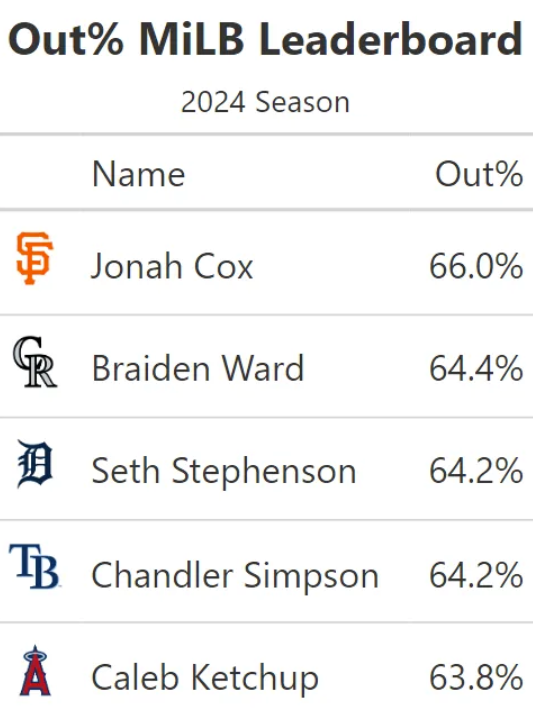 Out% MiLB Leaderboard
2024 Season
Name Out%
SF Jonah Cox 66.0%
CR Braiden Ward 64.4%
D Seth Stephenson 64.2%
TB Chandler Simpson 64.2%
A Caleb Ketchup 63.8%